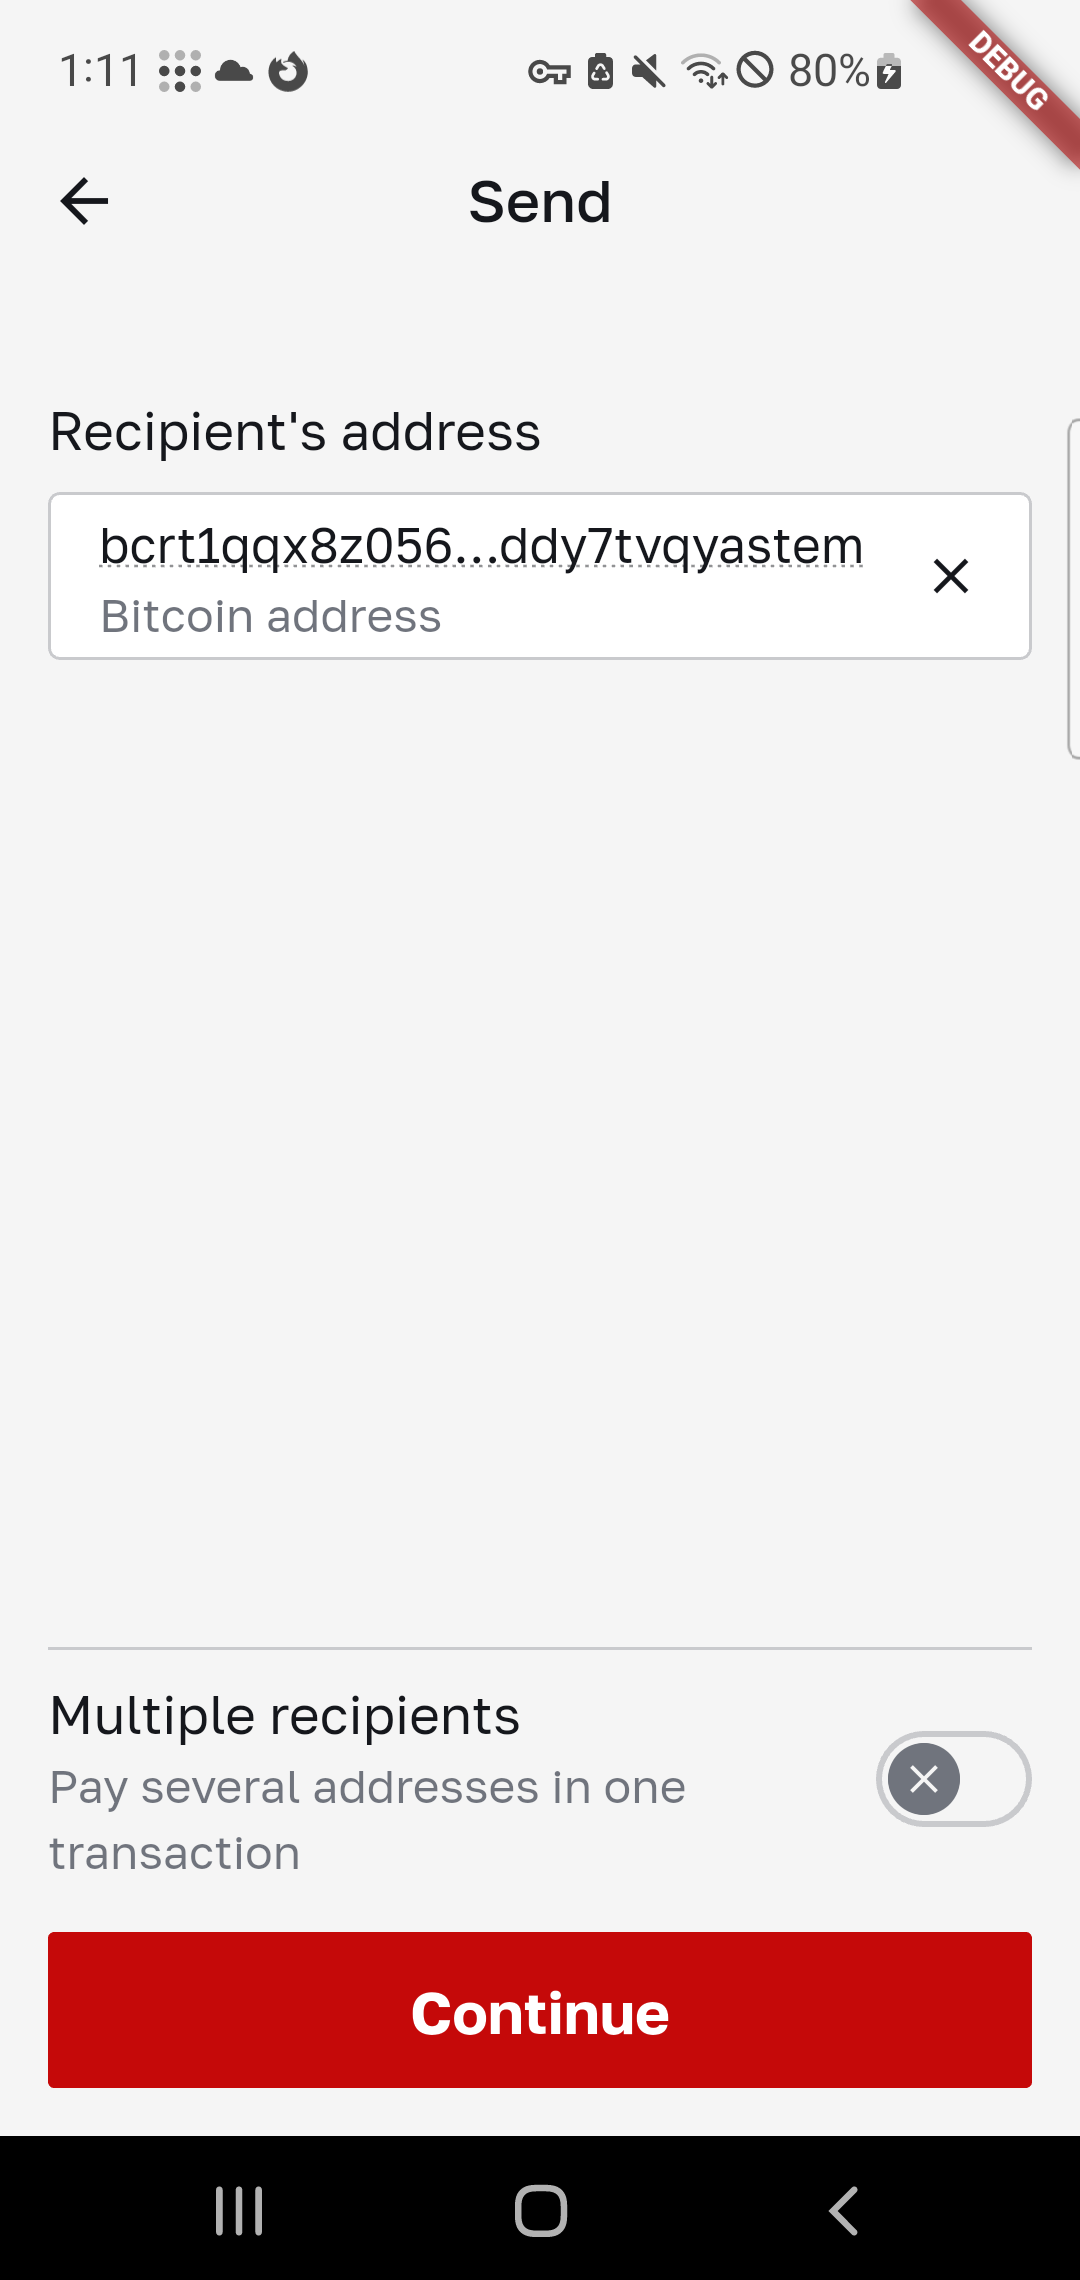 1:11
80%
DEBUG
Send
Recipient's address
bcrt1qqx8z056...ddy7tvqyastem
Bitcoin address
Multiple recipients
Pay several addresses in one
transaction
Continue